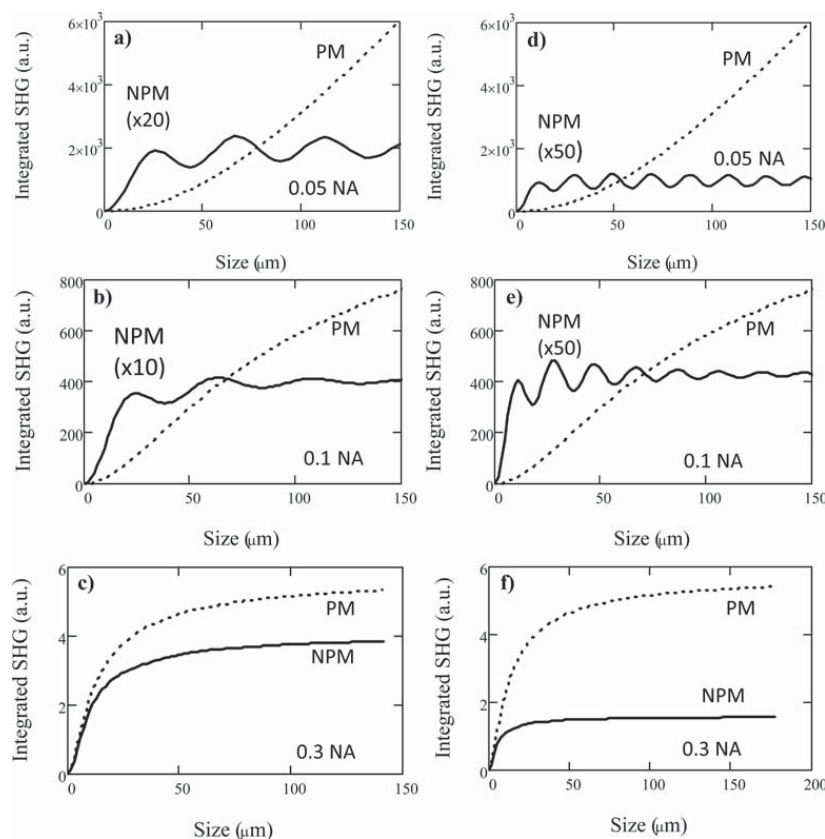 a)
Integrated SHG (a.u.)
6×10³
4×10³
2×10³
0
NPM
(x20)
PM
0.05 NA
0 50 100 150
Size (μm)
d)
Integrated SHG (a.u.)
6×10³
4×10³
2×10³
0
NPM
(x50)
PM
0.05 NA
0 50 100 150
Size (μm)
b)
Integrated SHG (a.u.)
800
600
400
200
0
NPM
(x10)
PM
0.1 NA
0 50 100 150
Size (μm)
e)
Integrated SHG (a.u.)
800
600
400
200
0
NPM
(x50)
PM
0.1 NA
0 50 100 150
Size (μm)
c)
Integrated SHG (a.u.)
6
4
2
0
PM
NPM
0.3 NA
0 50 100 150
Size (μm)
f)
Integrated SHG (a.u.)
6
4
2
0
PM
NPM
0.3 NA
0 50 100 150 200
Size (μm)